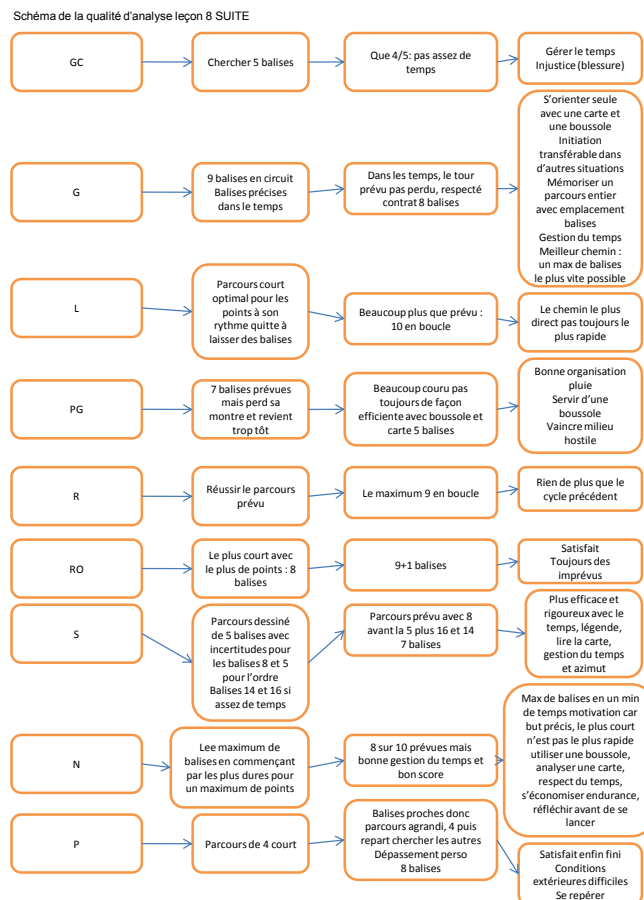 Schéma de la qualité d'analyse leçon 8 SUITE
GC
Chercher 5 balises
Que 4/5: pas assez de
temps
Gérer le temps
Injustice (blessure)
G
9 balises en circuit
Balises précises
dans le temps
Dans les temps, le tour
prévu pas perdu, respecté
contrat 8 balises
S'orienter seule
avec une carte et
une boussole
Initiation
transférable dans
d'autres situations
Mémoriser un
parcours entier
avec emplacement
balises
Gestion du temps
Meilleur chemin :
un max de balises
le plus vite possible
L
Parcours court
optimal pour les
points à son
rythme quitte à
laisser des balises
Beaucoup plus que prévu :
10 en boucle
Le chemin le plus
direct pas toujours le
plus rapide
PG
7 balises prévues
mais perd sa
montre et revient
trop tôt
Beaucoup couru pas
toujours de façon
efficiente avec boussole et
carte 5 balises
Bonne organisation
pluie
Servir d'une
boussole
Vaincre milieu
hostile
R
Réussir le parcours
prévu
Le maximum 9 en boucle
Rien de plus que le
cycle précédent
RO
Le plus court avec
le plus de points : 8
balises
9+1 balises
Satisfait
Toujours des
imprévus
S
Parcours dessiné
de 5 balises avec
incertitudes pour
les balises 8 et 5
pour l'ordre
Balises 14 et 16 si
assez de temps
Parcours prévu avec 8
avant la 5 plus 16 et 14
7 balises
Plus efficace et
rigoureux avec le
temps, légende,
lire la carte,
gestion du temps
et azimut
N
Lee maximum de
balises en commençant
par les plus dures pour
un maximum de points
8 sur 10 prévues mais
bonne gestion du temps et
bon score
Max de balises en un min
de temps motivation car
but précis, le plus court
n'est pas le plus rapide
utiliser une boussole,
analyser une carte,
respect du temps,
s'économiser endurance,
réfléchir avant de se
lancer
P
Parcours de 4 court
Balises proches donc
parcours agrandi, 4 puis
repart chercher les autres
Dépassement perso
8 balises
Satisfait enfin fini
Conditions
extérieures difficiles
Se repérer